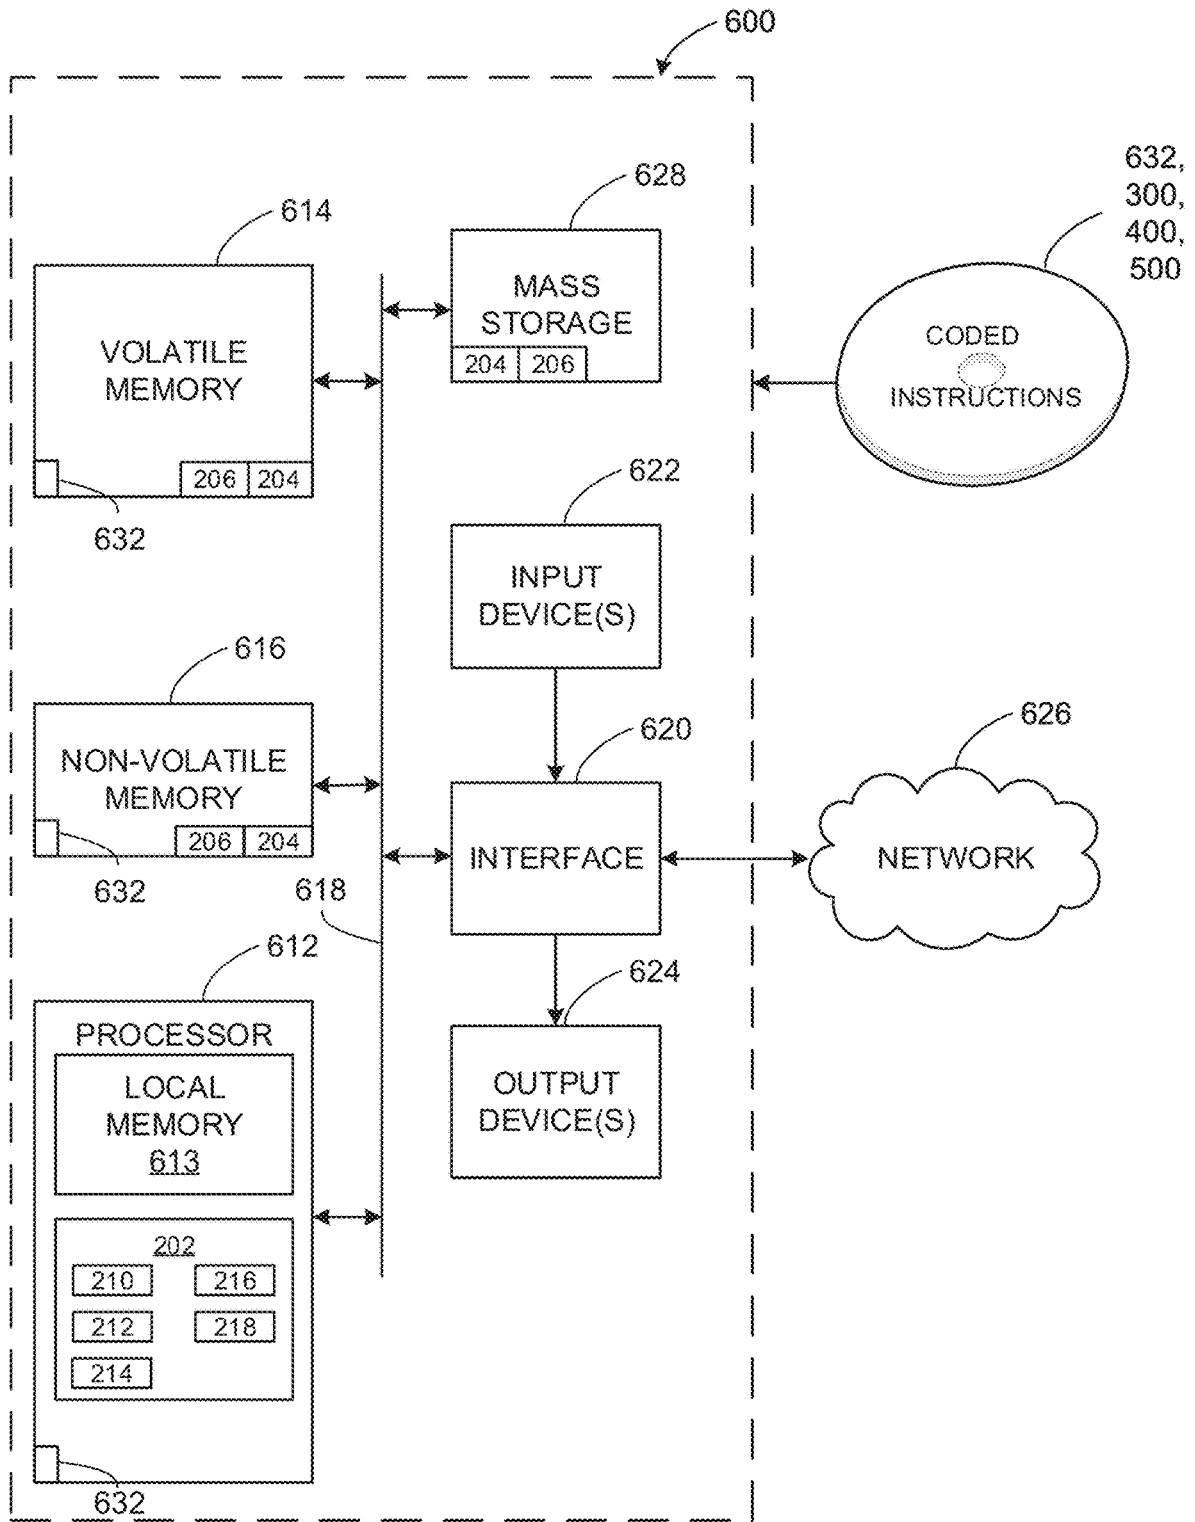 600
632,
300,
400,
500
628
614
MASS
STORAGE
204 206
VOLATILE
MEMORY
206 204
632
CODED
INSTRUCTIONS
622
INPUT
DEVICE(S)
616
NON-VOLATILE
MEMORY
206 204
632
620
INTERFACE
626
NETWORK
618
612
PROCESSOR
LOCAL
MEMORY
613
202
210 216
212 218
214
632
624
OUTPUT
DEVICE(S)